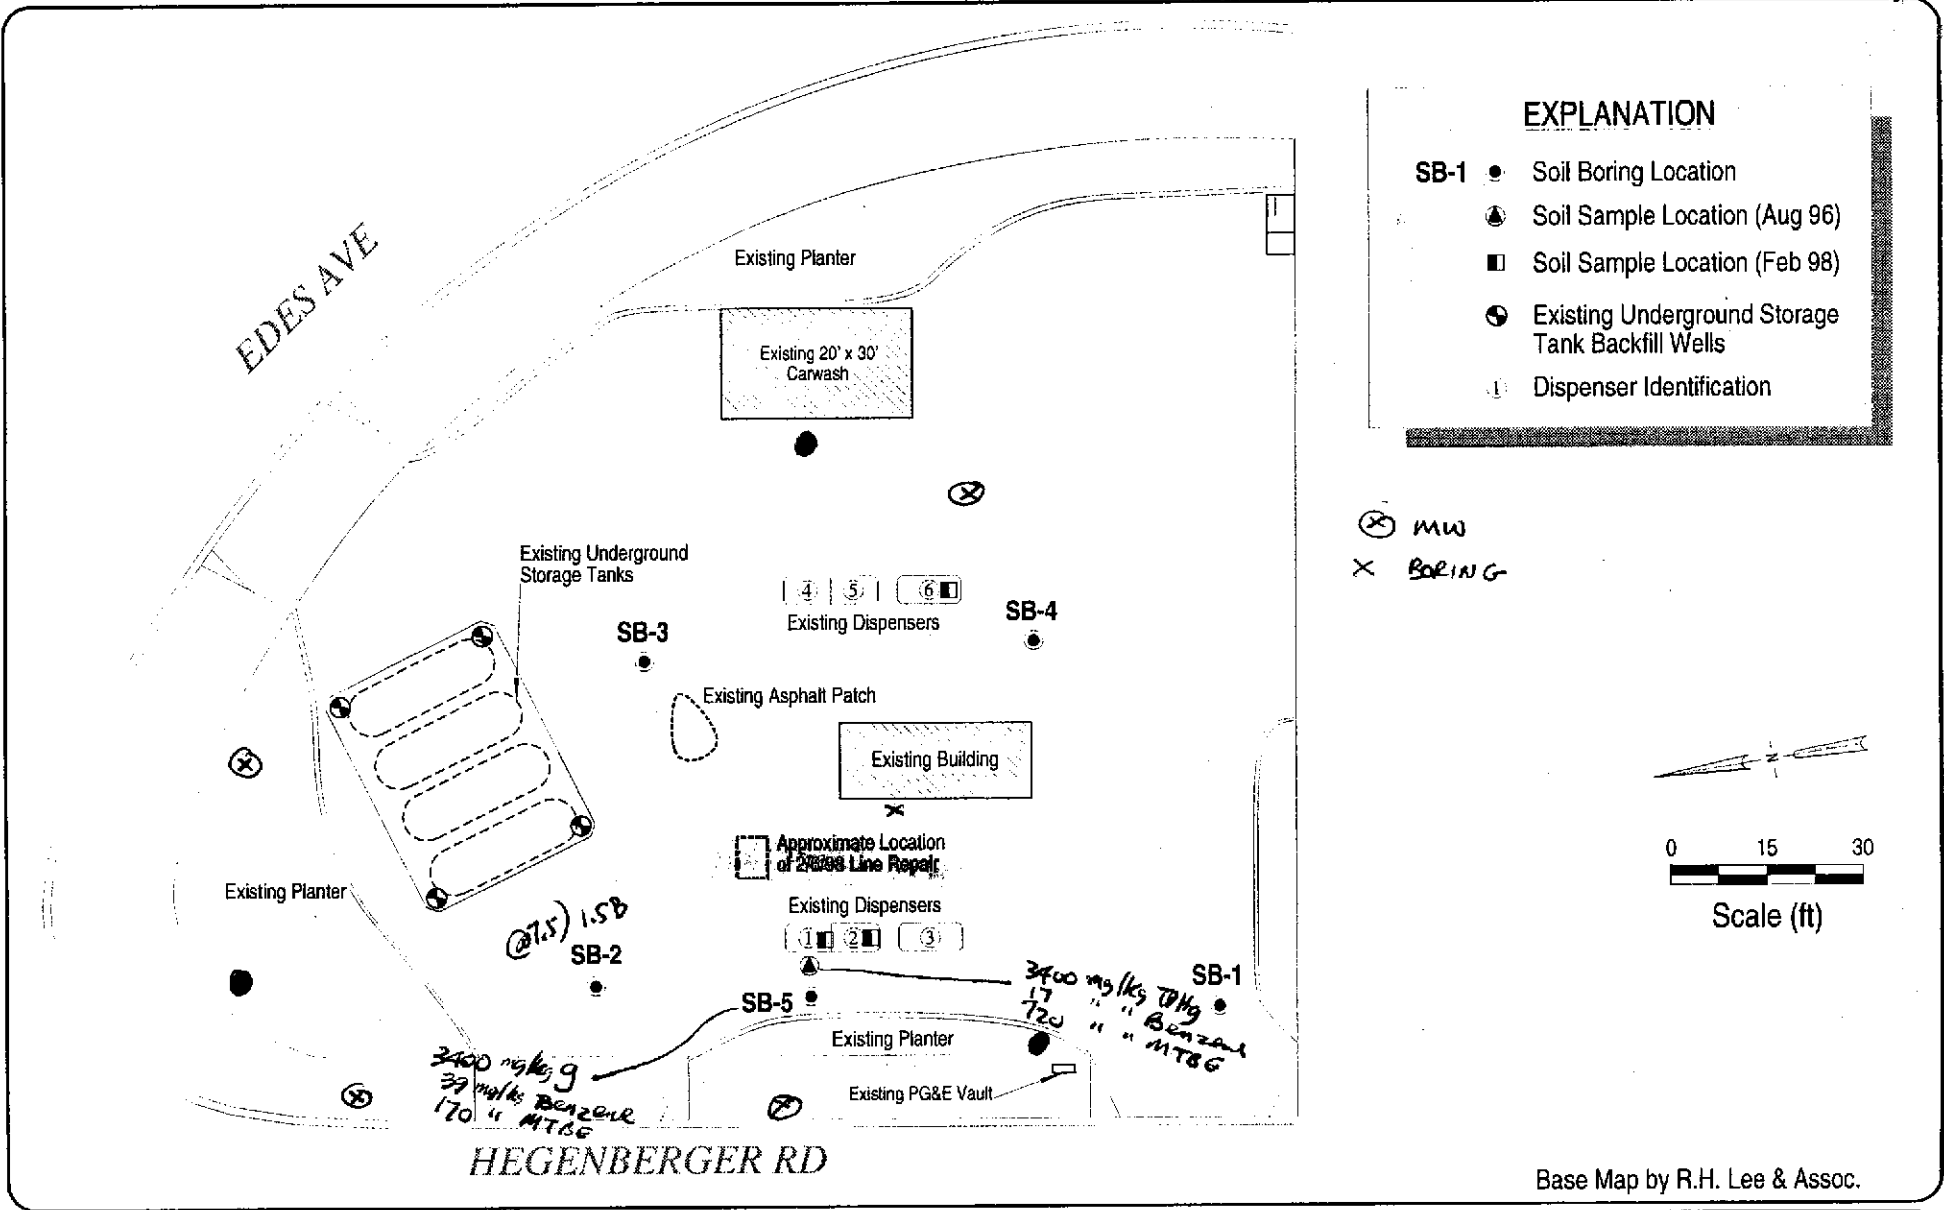 EXPLANATION
SB-1 Soil Boring Location
Soil Sample Location (Aug 96)
Soil Sample Location (Feb 98)
Existing Underground Storage
Tank Backfill Wells
1 Dispenser Identification
EDES AVE
Existing Planter
Existing 20' x 30'
Carwash
MW
BORING
Existing Underground
Storage Tanks
4 5 6
Existing Dispensers
SB-3
SB-4
Existing Asphalt Patch
Existing Building
N
Approximate Location
of Line Repair
0 15 30
Scale (ft)
Existing Planter
Existing Dispensers
1 2 3
@7.5) 1.5B
SB-2
SB-5
SB-1
3400 mg/kg TPHg
17 " " Benzene
720 " " MTBE
Existing Planter
3400 mg/kg g
39 mg/kg Benzene
170 " MTBE
Existing PG&E Vault
HEGENBERGER RD
Base Map by R.H. Lee & Assoc.